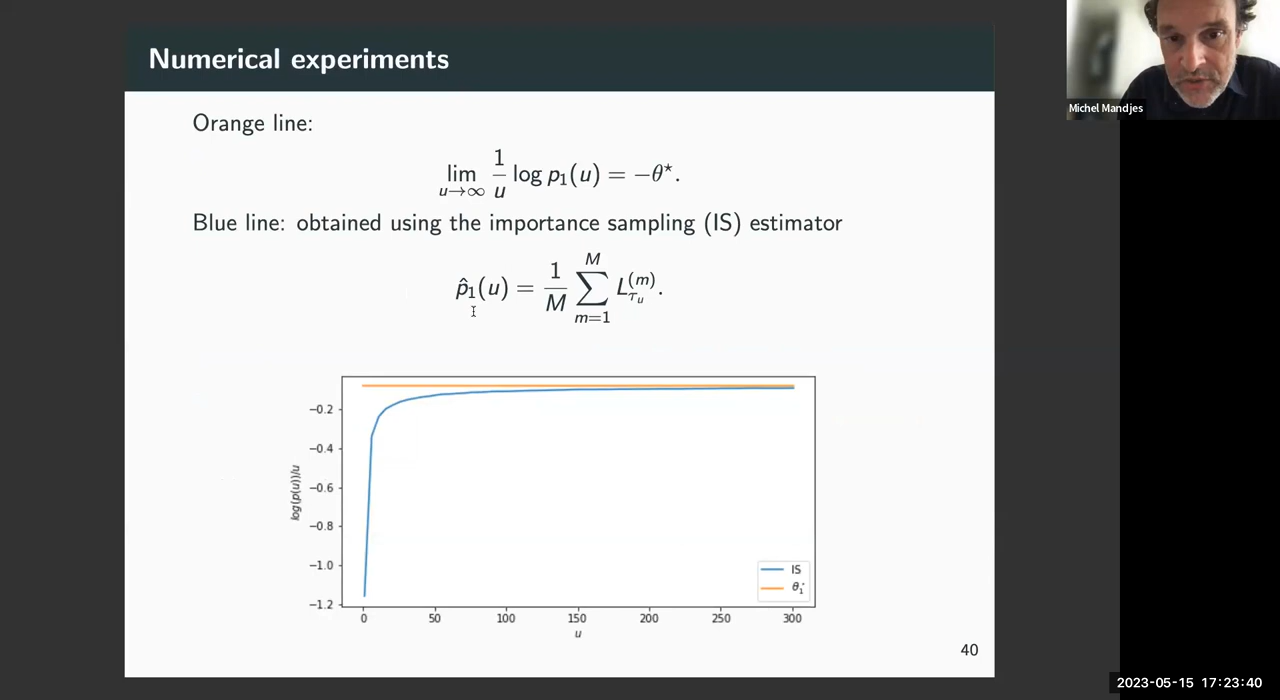 Numerical experiments
Orange line:
lim_{u→∞} 1/u log p₁(u) = −θ*.
Blue line: obtained using the importance sampling (IS) estimator
p̂₁(u) = 1/M ∑_{m=1}^{M} L_{τ_u}^{(m)}.
log(p(u))/u
−0.2
−0.4
−0.6
−0.8
−1.0
−1.2
0 50 100 150 200 250 300
u
IS
θ₁*
40
Michel Mandjes
2023-05-15 17:23:40